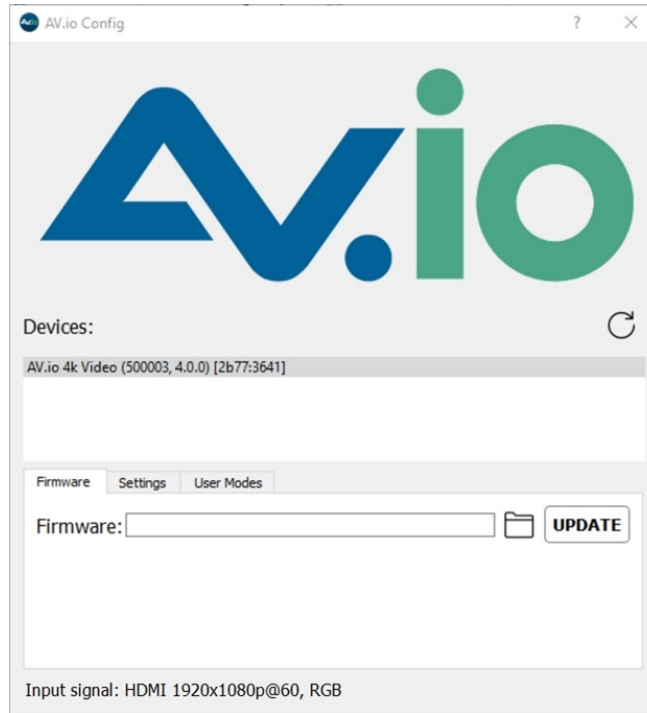 AV.io Config
AV.io
Devices:
AV.io 4k Video (500003, 4.0.0) [2b77:3641]
Firmware Settings User Modes
Firmware: UPDATE
Input signal: HDMI 1920x1080p@60, RGB